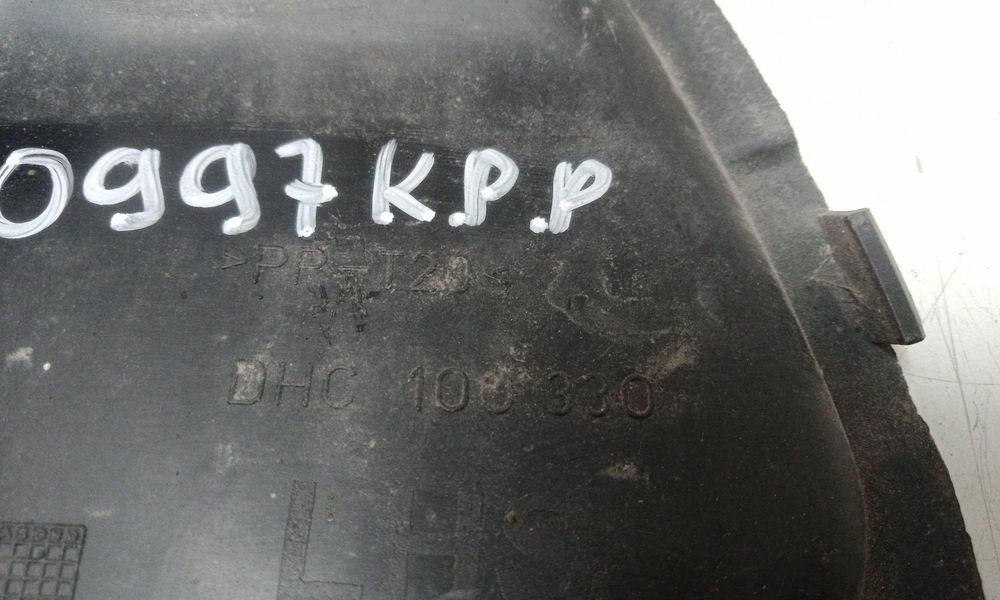 0997K.P.P
>PP-T20<
DHC 100 330
LH